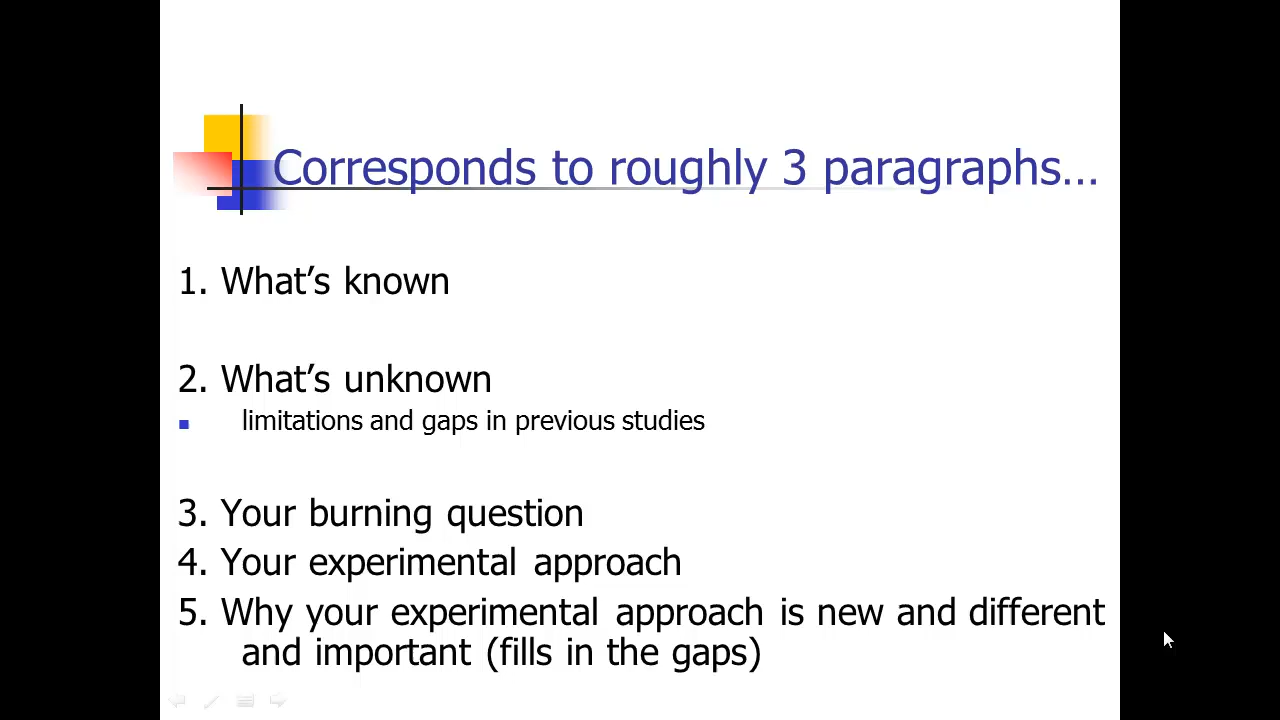 Corresponds to roughly 3 paragraphs…
1. What’s known
2. What’s unknown
limitations and gaps in previous studies
3. Your burning question
4. Your experimental approach
5. Why your experimental approach is new and different
and important (fills in the gaps)